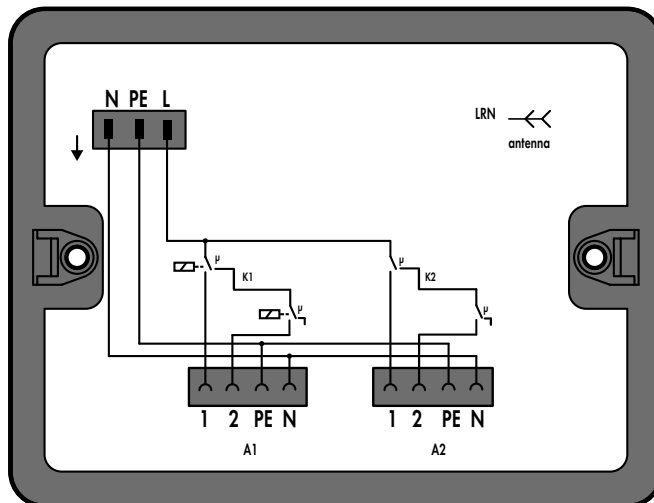 N PE L
LRN
antenna
µ
µ
K1
K2
µ
µ
1 2 PE N
1 2 PE N
A1
A2